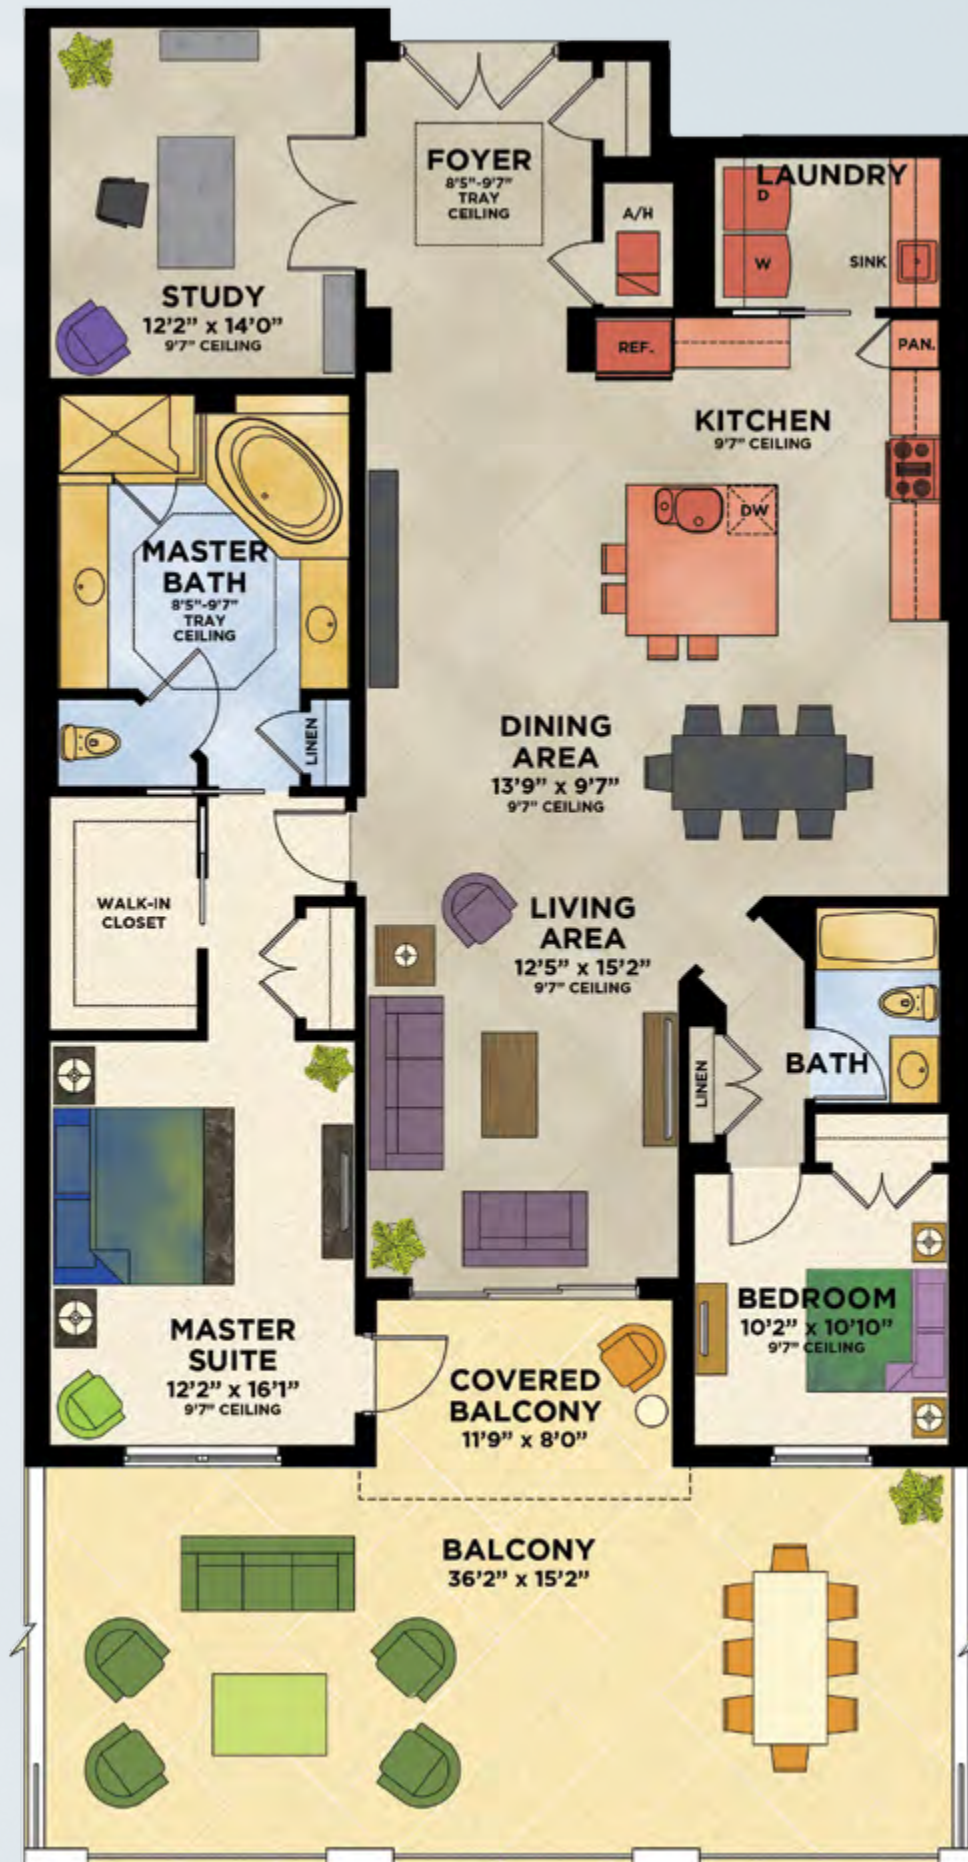 FOYER
8'5"-9'7"
TRAY
CEILING
LAUNDRY
D
W
SINK
A/H
STUDY
12'2" x 14'0"
9'7" CEILING
REF.
PAN.
KITCHEN
9'7" CEILING
DW
MASTER
BATH
8'5"-9'7"
TRAY
CEILING
LINEN
DINING
AREA
13'9" x 9'7"
9'7" CEILING
WALK-IN
CLOSET
LIVING
AREA
12'5" x 15'2"
9'7" CEILING
LINEN
BATH
MASTER
SUITE
12'2" x 16'1"
9'7" CEILING
BEDROOM
10'2" x 10'10"
9'7" CEILING
COVERED
BALCONY
11'9" x 8'0"
BALCONY
36'2" x 15'2"